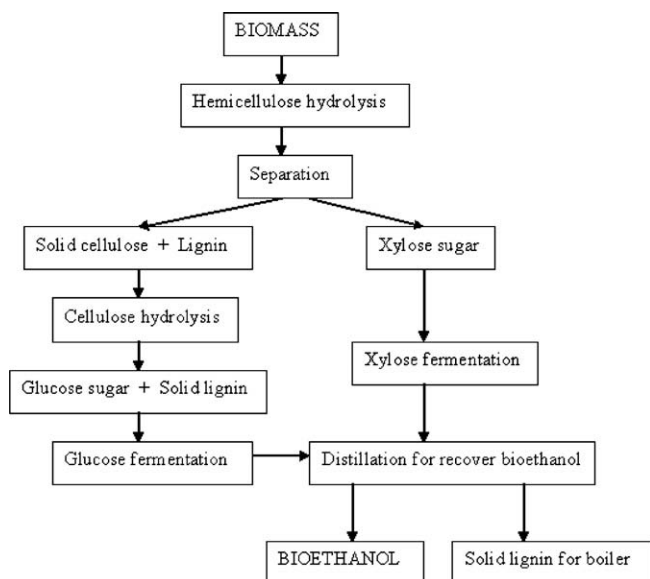 BIOMASS
Hemicellulose hydrolysis
Separation
Solid cellulose + Lignin
Xylose sugar
Cellulose hydrolysis
Xylose fermentation
Glucose sugar + Solid lignin
Glucose fermentation
Distillation for recover bioethanol
BIOETHANOL
Solid lignin for boiler